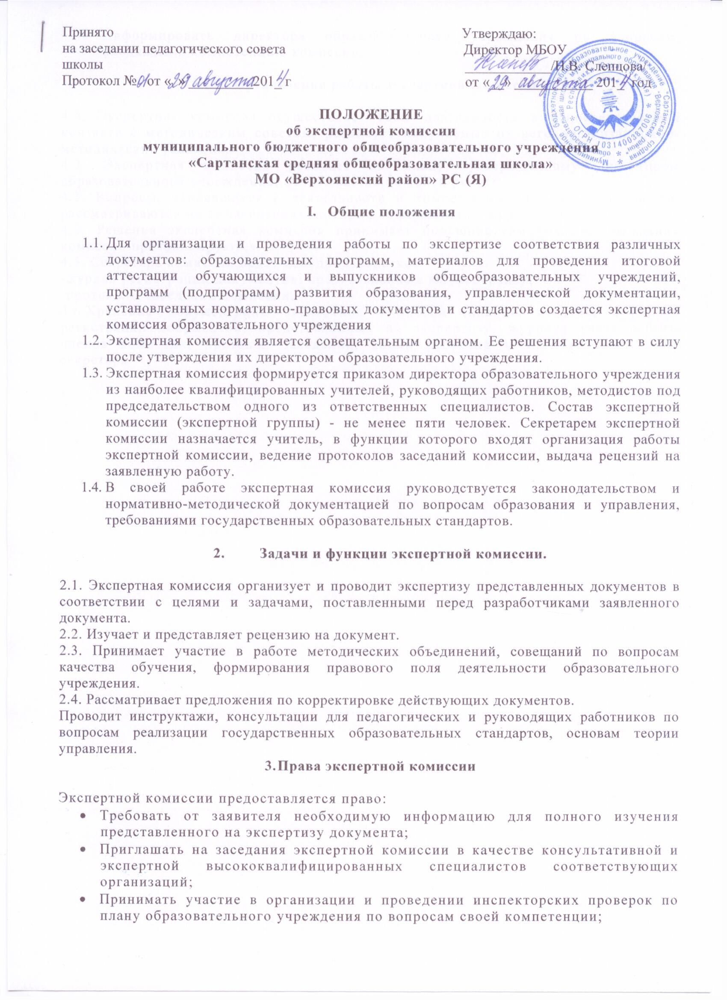 Принято
на заседании педагогического совета
школы
Протокол № 01 от «29» августа 2014 г
Утверждаю:
Директор МБОУ
/Н.В. Слепцова/
от «29» августа 2014 год
Муниципальное бюджетное общеобразовательное учреждение "Сартанская средняя
общеобразовательная школа" муниципального образования "Верхоянский район"
Республики Саха (Якутия) * ОГРН 1031400387006 *
ПОЛОЖЕНИЕ
об экспертной комиссии
муниципального бюджетного общеобразовательного учреждения
«Сартанская средняя общеобразовательная школа»
МО «Верхоянский район» РС (Я)
I. Общие положения
1.1. Для организации и проведения работы по экспертизе соответствия различных
документов: образовательных программ, материалов для проведения итоговой
аттестации обучающихся и выпускников общеобразовательных учреждений,
программ (подпрограмм) развития образования, управленческой документации,
установленных нормативно-правовых документов и стандартов создается экспертная
комиссия образовательного учреждения
1.2. Экспертная комиссия является совещательным органом. Ее решения вступают в силу
после утверждения их директором образовательного учреждения.
1.3. Экспертная комиссия формируется приказом директора образовательного учреждения
из наиболее квалифицированных учителей, руководящих работников, методистов под
председательством одного из ответственных специалистов. Состав экспертной
комиссии (экспертной группы) - не менее пяти человек. Секретарем экспертной
комиссии назначается учитель, в функции которого входят организация работы
экспертной комиссии, ведение протоколов заседаний комиссии, выдача рецензий на
заявленную работу.
1.4. В своей работе экспертная комиссия руководствуется законодательством и
нормативно-методической документацией по вопросам образования и управления,
требованиями государственных образовательных стандартов.
2. Задачи и функции экспертной комиссии.
2.1. Экспертная комиссия организует и проводит экспертизу представленных документов в
соответствии с целями и задачами, поставленными перед разработчиками заявленного
документа.
2.2. Изучает и представляет рецензию на документ.
2.3. Принимает участие в работе методических объединений, совещаний по вопросам
качества обучения, формирования правового поля деятельности образовательного
учреждения.
2.4. Рассматривает предложения по корректировке действующих документов.
Проводит инструктажи, консультации для педагогических и руководящих работников по
вопросам реализации государственных образовательных стандартов, основам теории
управления.
3.Права экспертной комиссии
Экспертной комиссии предоставляется право:
• Требовать от заявителя необходимую информацию для полного изучения
представленного на экспертизу документа;
• Приглашать на заседания экспертной комиссии в качестве консультативной и
экспертной высококвалифицированных специалистов соответствующих
организаций;
• Принимать участие в организации и проведении инспекторских проверок по
плану образовательного учреждения по вопросам своей компетенции;